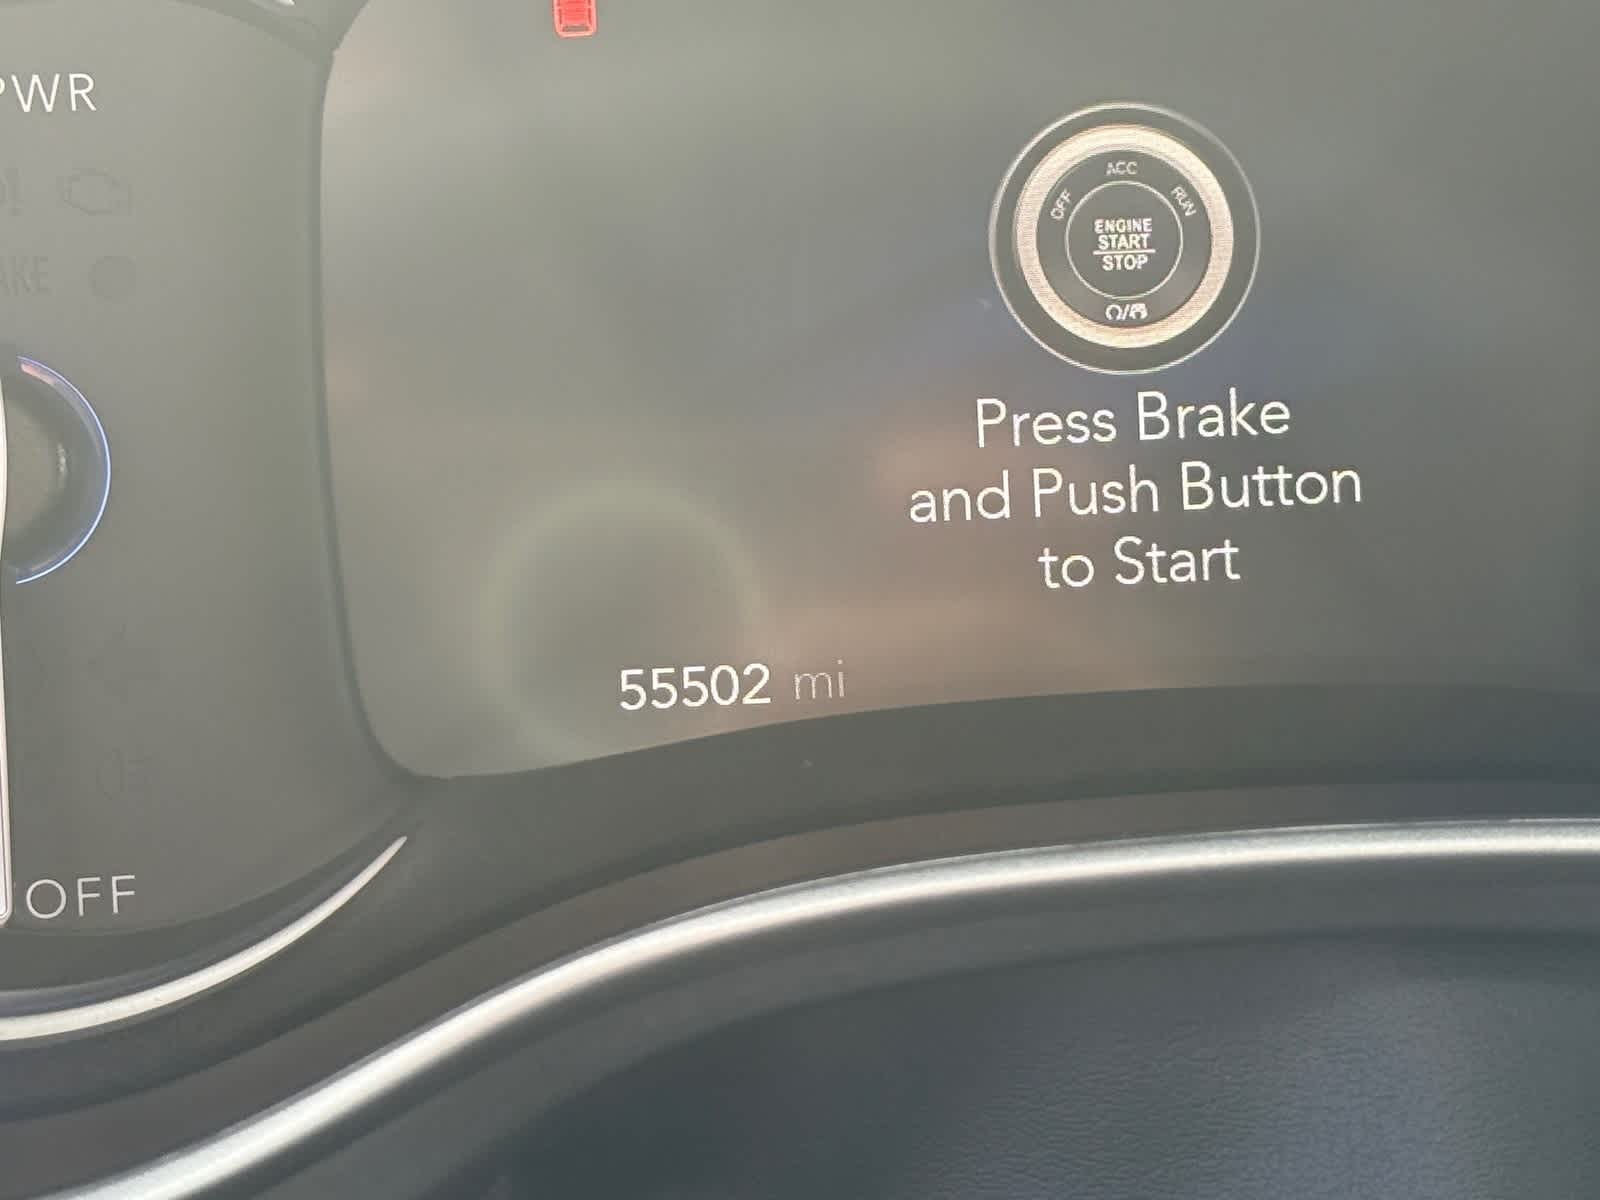 PWR
ACC
OFF
RUN
ENGINE
START
STOP
Press Brake
and Push Button
to Start
55502 mi
OFF